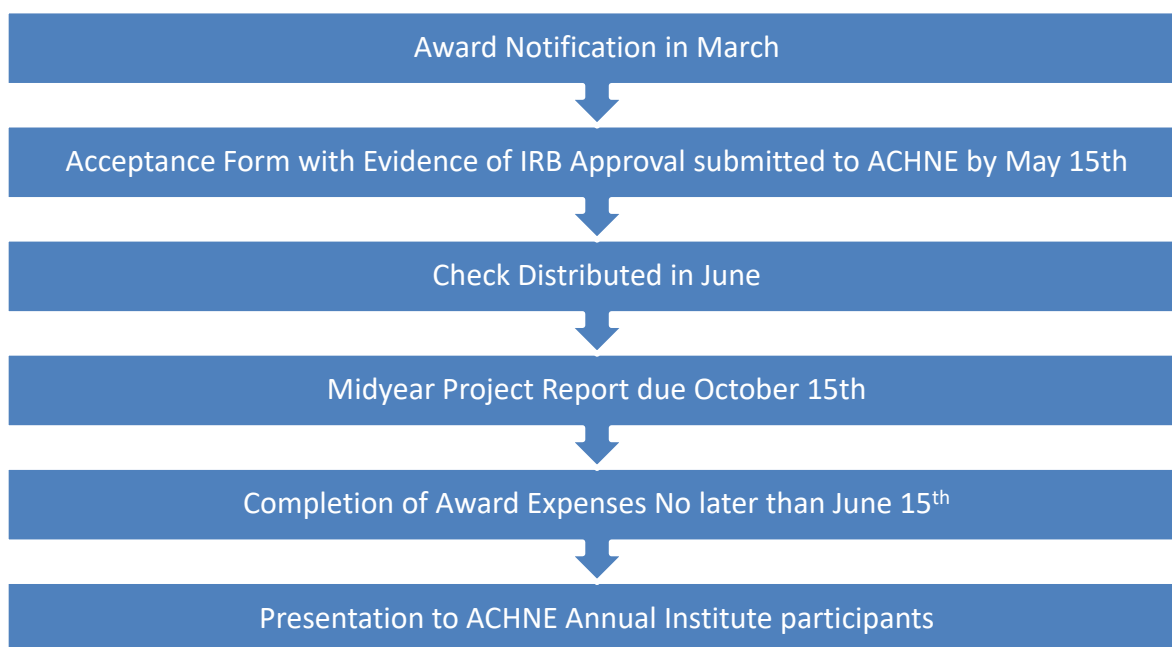 Award Notification in March
Acceptance Form with Evidence of IRB Approval submitted to ACHNE by May 15th
Check Distributed in June
Midyear Project Report due October 15th
Completion of Award Expenses No later than June 15th
Presentation to ACHNE Annual Institute participants